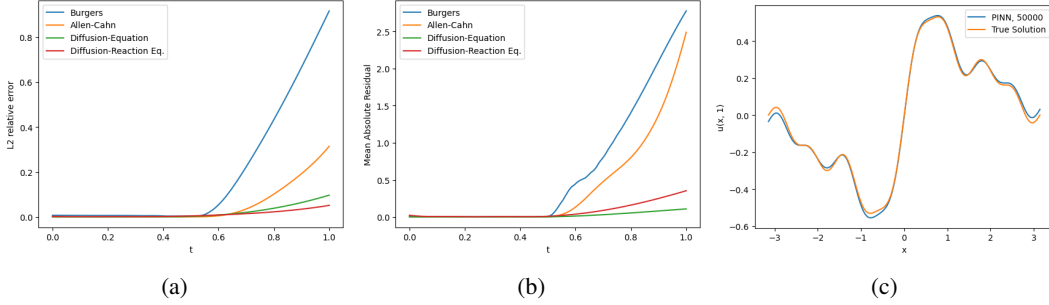 Burgers
Allen-Cahn
Diffusion-Equation
Diffusion-Reaction Eq.
L2 relative error
0.8
0.6
0.4
0.2
0.0
0.0 0.2 0.4 0.6 0.8 1.0
t
(a)
Burgers
Allen-Cahn
Diffusion-Equation
Diffusion-Reaction Eq.
Mean Absolute Residual
2.5
2.0
1.5
1.0
0.5
0.0
0.0 0.2 0.4 0.6 0.8 1.0
t
(b)
PINN, 50000
True Solution
u(x, 1)
0.4
0.2
0.0
−0.2
−0.4
−0.6
−3 −2 −1 0 1 2 3
x
(c)